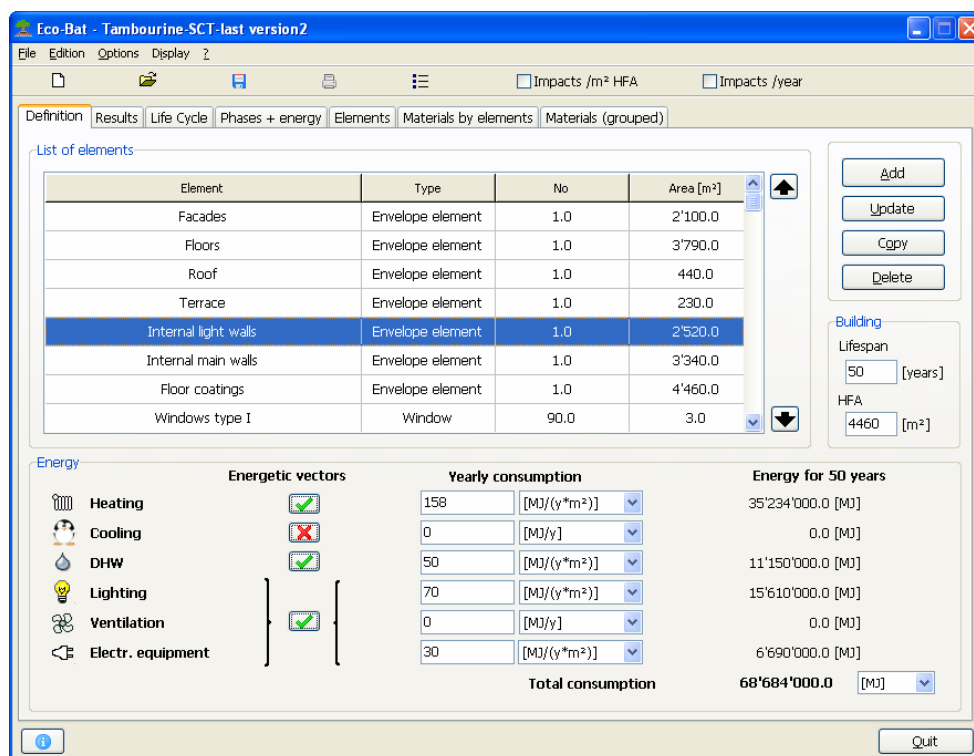 Eco-Bat - Tambourine-SCT-last version2
File Edition Options Display ?
Impacts /m² HFA Impacts /year
Definition Results Life Cycle Phases + energy Elements Materials by elements Materials (grouped)
List of elements
Element Type No Area [m²]
Facades Envelope element 1.0 2'100.0
Floors Envelope element 1.0 3'790.0
Roof Envelope element 1.0 440.0
Terrace Envelope element 1.0 230.0
Internal light walls Envelope element 1.0 2'520.0
Internal main walls Envelope element 1.0 3'340.0
Floor coatings Envelope element 1.0 4'460.0
Windows type I Window 90.0 3.0
Add
Update
Copy
Delete
Building
Lifespan
50 [years]
HFA
4460 [m²]
Energy
Energetic vectors Yearly consumption Energy for 50 years
Heating 158 [MJ/(y*m²)] 35'234'000.0 [MJ]
Cooling 0 [MJ/y] 0.0 [MJ]
DHW 50 [MJ/(y*m²)] 11'150'000.0 [MJ]
Lighting 70 [MJ/(y*m²)] 15'610'000.0 [MJ]
Ventilation 0 [MJ/y] 0.0 [MJ]
Electr. equipment 30 [MJ/(y*m²)] 6'690'000.0 [MJ]
Total consumption 68'684'000.0 [MJ]
Quit